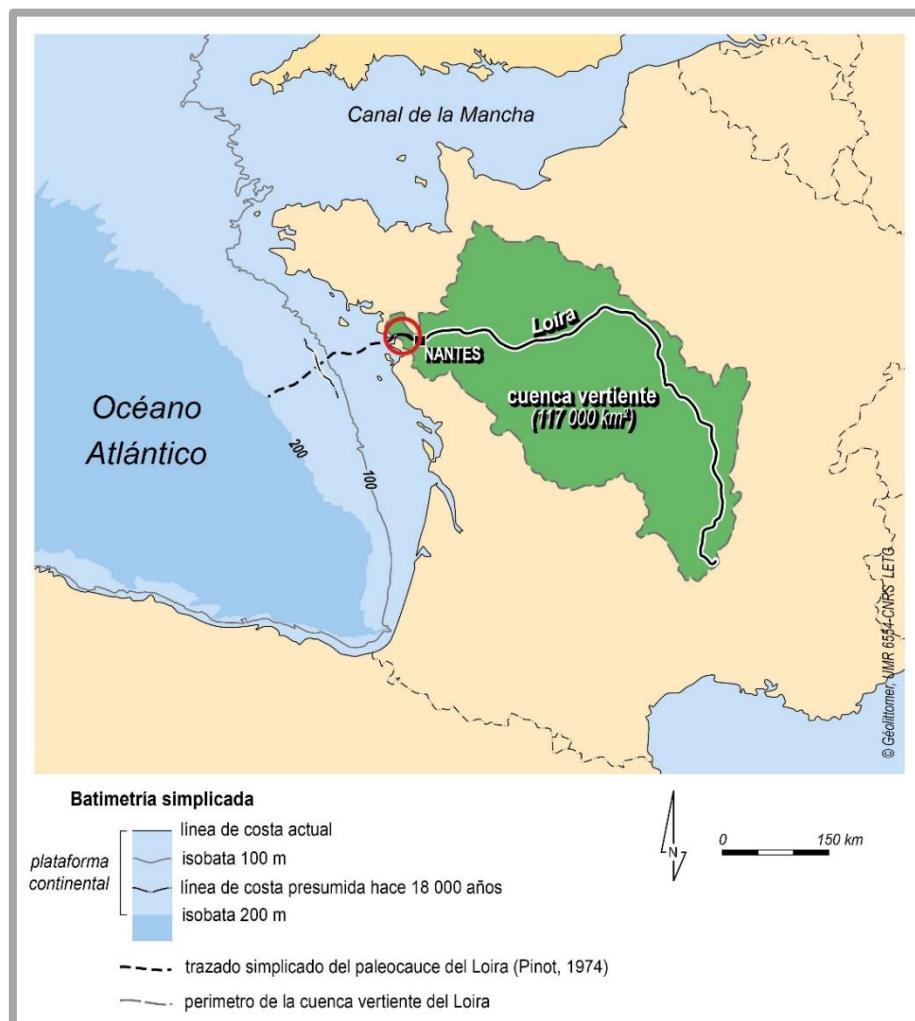 Canal de la Mancha
Loira
NANTES
cuenca vertiente
(117 000 km²)
Océano
Atlántico
200
100
© Géolittomer, UMR 6554-CNRS LETG
Batimetría simplicada
plataforma
continental
línea de costa actual
isobata 100 m
línea de costa presumida hace 18 000 años
isobata 200 m
N
0 150 km
trazado simplicado del paleocauce del Loira (Pinot, 1974)
perimetro de la cuenca vertiente del Loira